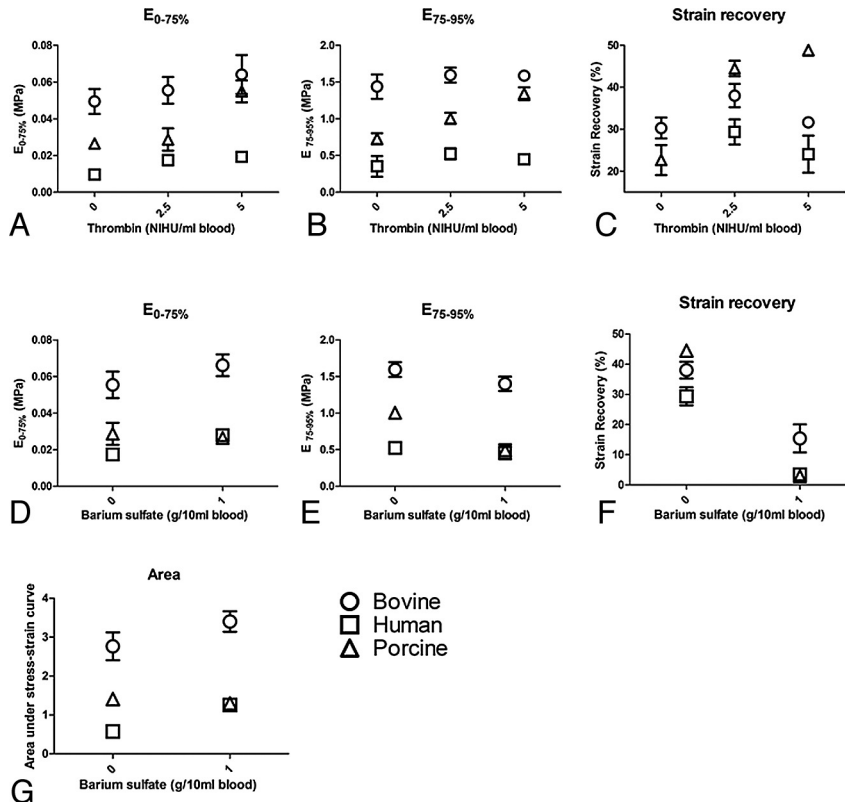 E0-75%
E75-95%
Strain recovery
E0-75% (MPa)
0.08
0.06
0.04
0.02
0.00
0
2.5
5
Thrombin (NIHU/ml blood)
A
E 75-95% (MPa)
2.0
1.5
1.0
0.5
0.0
0
2.5
5
Thrombin (NIHU/ml blood)
B
Strain Recovery (%)
50
40
30
20
0
2.5
5
Thrombin (NIHU/ml blood)
C
E0-75%
E75-95%
Strain recovery
E0-75% (MPa)
0.08
0.06
0.04
0.02
0.00
0
1
Barium sulfate (g/10ml blood)
D
E 75-95% (MPa)
2.0
1.5
1.0
0.5
0.0
0
1
Barium sulfate (g/10ml blood)
E
Strain Recovery (%)
50
40
30
20
10
0
0
1
Barium sulfate (g/10ml blood)
F
Area
Area under stress-strain curve
4
3
2
1
0
0
1
Barium sulfate (g/10ml blood)
G
Bovine
Human
Porcine